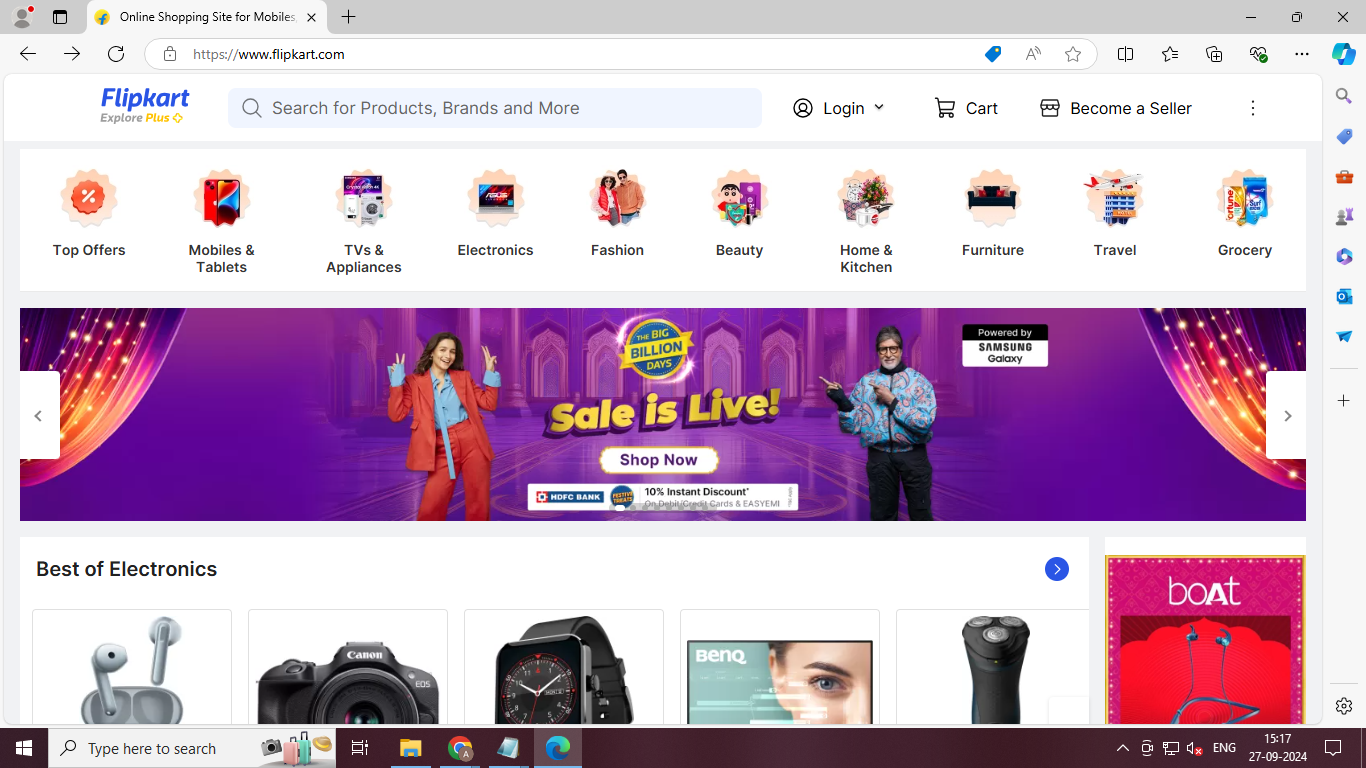 Online Shopping Site for Mobiles,
https://www.flipkart.com
Flipkart
Explore Plus
Search for Products, Brands and More
Login
Cart
Become a Seller
Top Offers
Mobiles &
Tablets
TVs &
Appliances
Electronics
Fashion
Beauty
Home &
Kitchen
Furniture
Travel
Grocery
THE BIG
BILLION
DAYS
Sale is Live!
Shop Now
HDFC BANK
FESTIVE
TREATS
10% Instant Discount*
On Debit/Credit Cards & EASYEMI
Powered by
SAMSUNG
Galaxy
Best of Electronics
Canon
EOS
BenQ
boAt
Type here to search
ENG
15:17
27-09-2024